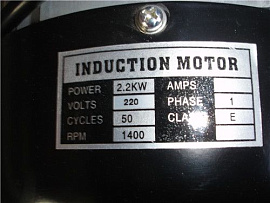 INDUCTION MOTOR
POWER 2.2KW AMPS
VOLTS 220 PHASE 1
CYCLES 50 CLASS E
RPM 1400